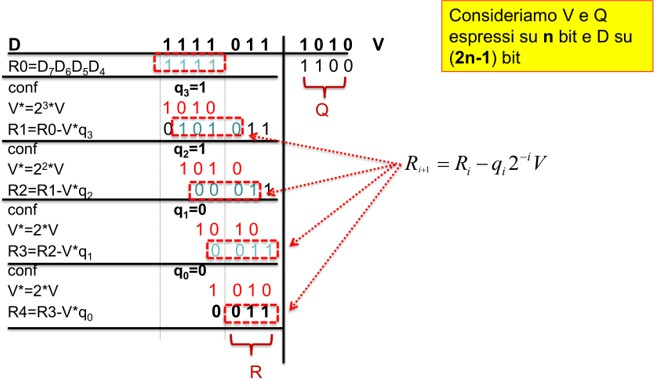 Consideriamo V e Q
espressi su n bit e D su
(2n-1) bit
D 1 1 1 1 0 1 1 1 0 1 0 V
R0=D7D6D5D4 1 1 1 1 1 1 0 0
Q
conf q3=1
V*=2³*V 1 0 1 0
R1=R0-V*q3 0 1 0 1 0 1 1
conf q2=1
V*=2²*V 1 0 1 0
R2=R1-V*q2 0 0 0 1 1
Ri+1 = Ri − qi 2^-i V
conf q1=0
V*=2*V 1 0 1 0
R3=R2-V*q1 0 0 1 1
conf q0=0
V*=2*V 1 0 1 0
R4=R3-V*q0 0 0 1 1
R